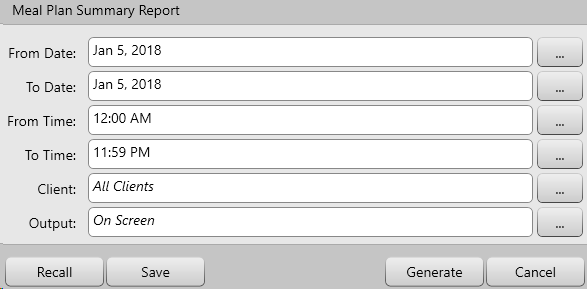 Meal Plan Summary Report
From Date: Jan 5, 2018 ...
To Date: Jan 5, 2018 ...
From Time: 12:00 AM ...
To Time: 11:59 PM ...
Client: All Clients ...
Output: On Screen ...
Recall Save Generate Cancel